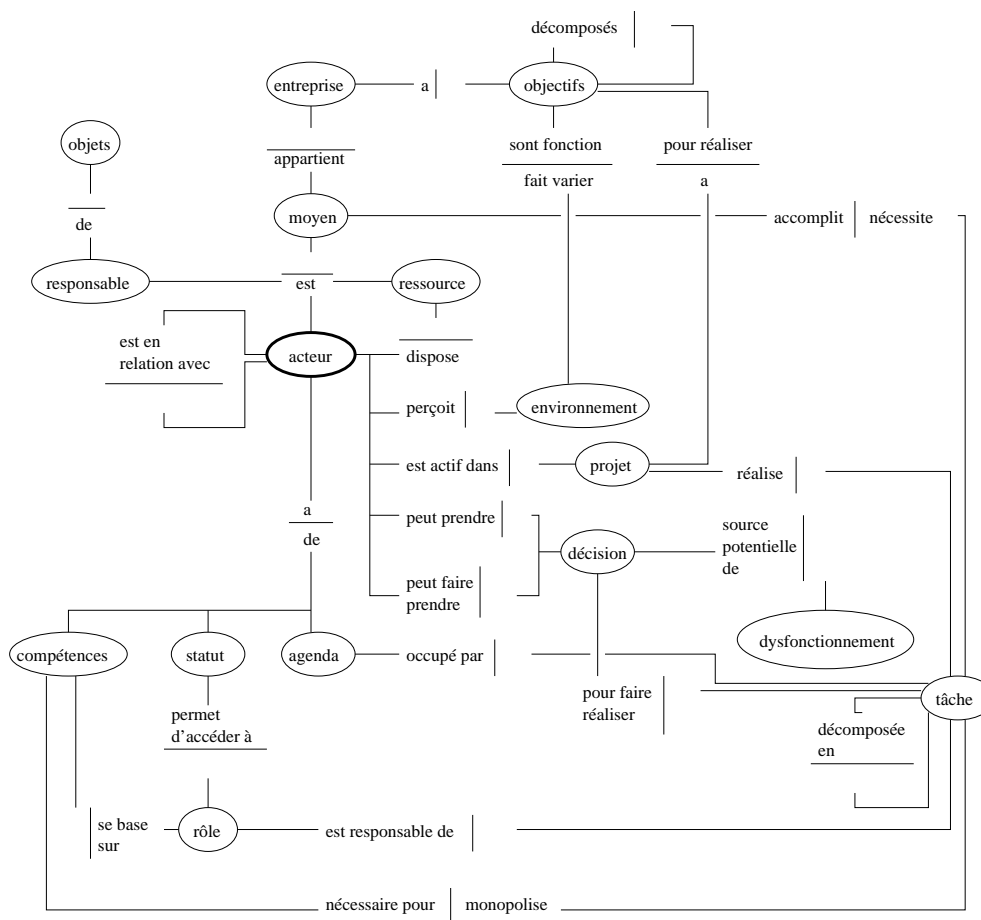 décomposés
entreprise
a
objectifs
objets
sont fonction
pour réaliser
appartient
fait varier
a
de
moyen
accomplit
nécessite
responsable
est
ressource
est en
relation avec
acteur
dispose
perçoit
environnement
est actif dans
projet
réalise
a
de
peut prendre
décision
source
potentielle
de
peut faire
prendre
compétences
statut
agenda
occupé par
dysfonctionnement
pour faire
réaliser
tâche
permet
d'accéder à
décomposée
en
se base
sur
rôle
est responsable de
nécessaire pour
monopolise